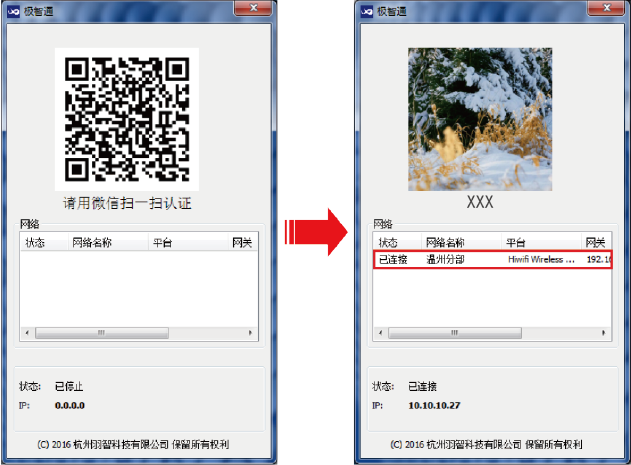 极智通
请用微信扫一扫认证
网络
状态 网络名称 平台 网关
状态: 已停止
IP: 0.0.0.0
(C) 2016 杭州羽智科技有限公司 保留所有权利
极智通
XXX
网络
状态 网络名称 平台 网关
已连接 温州分部 Hiwifi Wireless ... 192.10
状态: 已连接
IP: 10.10.10.27
(C) 2016 杭州羽智科技有限公司 保留所有权利